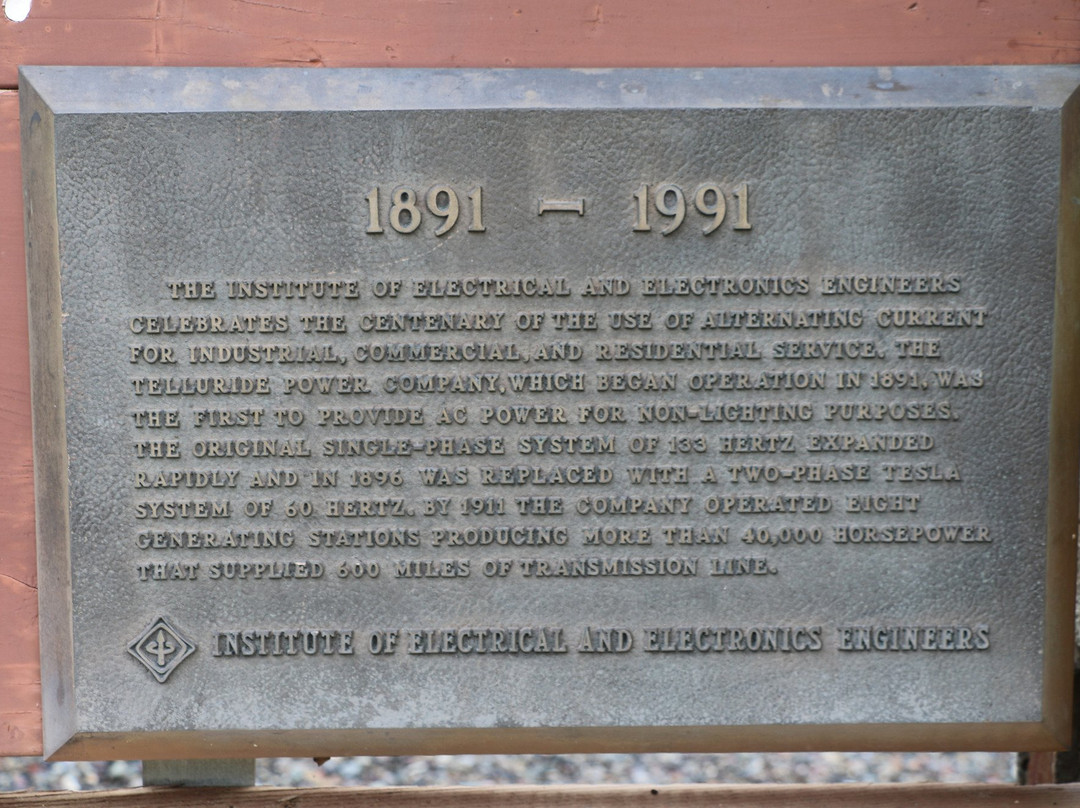 1891 - 1991
THE INSTITUTE OF ELECTRICAL AND ELECTRONICS ENGINEERS
CELEBRATES THE CENTENARY OF THE USE OF ALTERNATING CURRENT
FOR INDUSTRIAL, COMMERCIAL, AND RESIDENTIAL SERVICE. THE
TELLURIDE POWER COMPANY, WHICH BEGAN OPERATION IN 1891, WAS
THE FIRST TO PROVIDE AC POWER FOR NON-LIGHTING PURPOSES.
THE ORIGINAL SINGLE-PHASE SYSTEM OF 133 HERTZ EXPANDED
RAPIDLY AND IN 1896 WAS REPLACED WITH A TWO-PHASE TESLA
SYSTEM OF 60 HERTZ. BY 1911 THE COMPANY OPERATED EIGHT
GENERATING STATIONS PRODUCING MORE THAN 40,000 HORSEPOWER
THAT SUPPLIED 600 MILES OF TRANSMISSION LINE.
INSTITUTE OF ELECTRICAL AND ELECTRONICS ENGINEERS